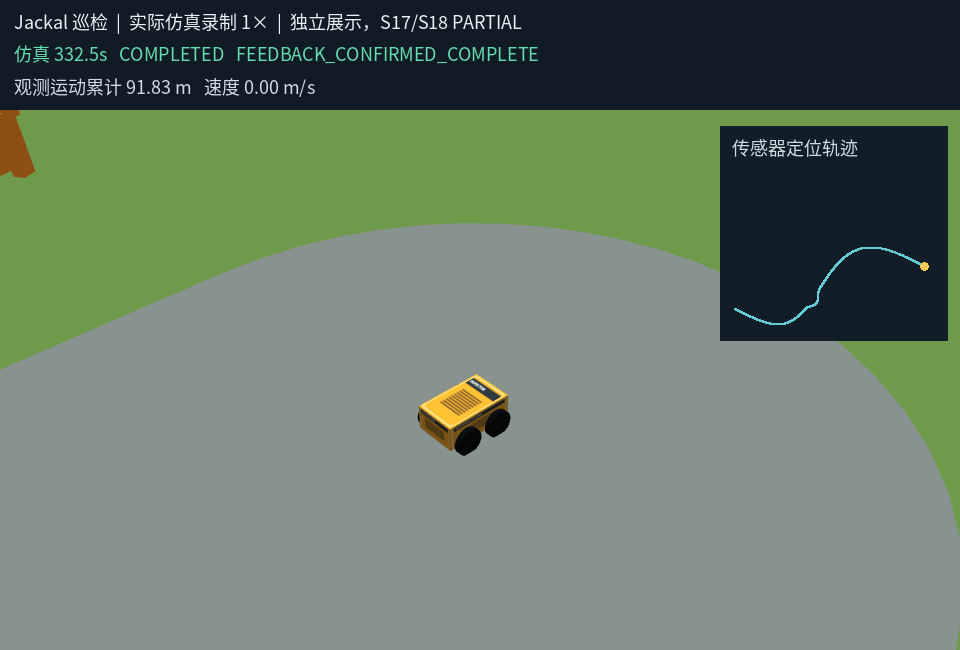 Jackal 巡检 | 实际仿真录制 1× | 独立展示，S17/S18 PARTIAL
仿真 332.5s COMPLETED FEEDBACK_CONFIRMED_COMPLETE
观测运动累计 91.83 m 速度 0.00 m/s
传感器定位轨迹